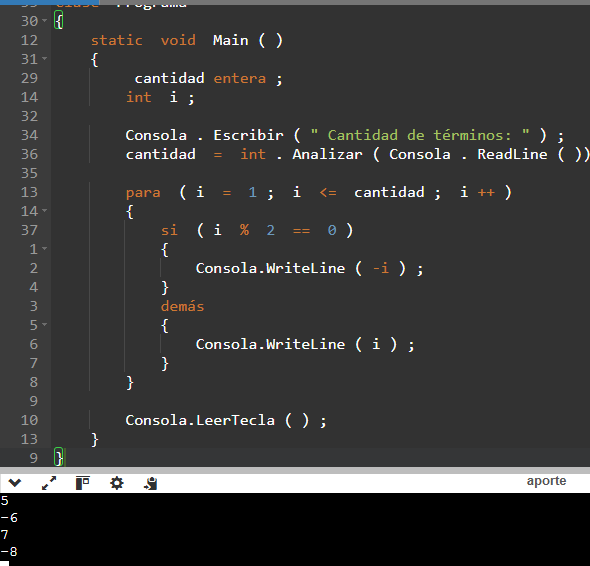 clase Programa
30 {
12 static void Main ( )
31 {
29 cantidad entera ;
14 int i ;
32
34 Consola . Escribir ( " Cantidad de términos: " ) ;
36 cantidad = int . Analizar ( Consola . ReadLine ( ))
35
13 para ( i = 1 ; i <= cantidad ; i ++ )
14 {
37 si ( i % 2 == 0 )
1 {
2 Consola.WriteLine ( -i ) ;
4 }
3 demás
5 {
6 Consola.WriteLine ( i ) ;
7 }
8 }
9
10 Consola.LeerTecla ( ) ;
13 }
9 }
aporte
5
-6
7
-8